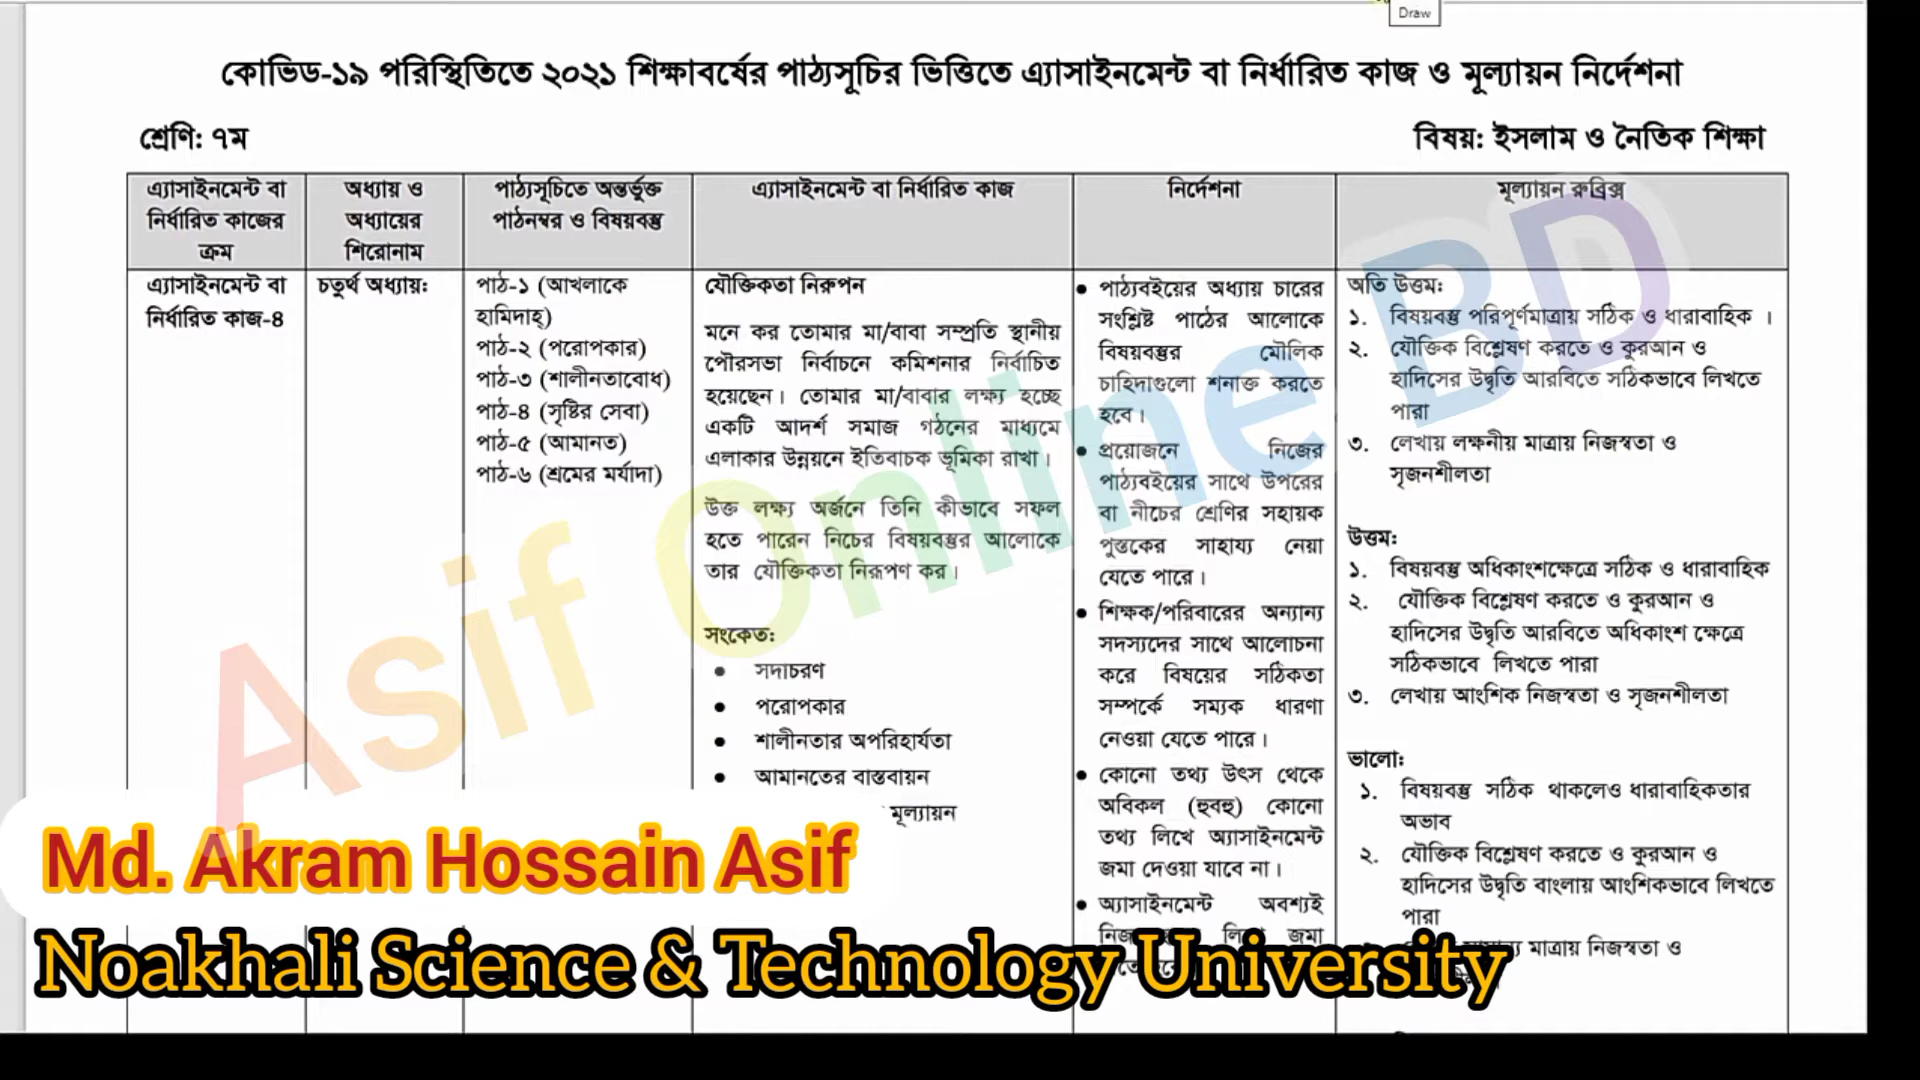 Draw
কোভিড-১৯ পরিস্থিতিতে ২০২১ শিক্ষাবর্ষের পাঠ্যসূচির ভিত্তিতে এ্যাসাইনমেন্ট বা নির্ধারিত কাজ ও মূল্যায়ন নির্দেশনা
শ্রেণি: ৭ম
বিষয়: ইসলাম ও নৈতিক শিক্ষা
এ্যাসাইনমেন্ট বা
নির্ধারিত কাজের
ক্রম
অধ্যায় ও
অধ্যায়ের
শিরোনাম
পাঠ্যসূচিতে অন্তর্ভুক্ত
পাঠনম্বর ও বিষয়বস্তু
এ্যাসাইনমেন্ট বা নির্ধারিত কাজ
নির্দেশনা
মূল্যায়ন রুব্রিক্স
এ্যাসাইনমেন্ট বা
নির্ধারিত কাজ-৪
চতুর্থ অধ্যায়ঃ
পাঠ-১ (আখলাকে
হামিদাহ্)
পাঠ-২ (পরোপকার)
পাঠ-৩ (শালীনতাবোধ)
পাঠ-৪ (সৃষ্টির সেবা)
পাঠ-৫ (আমানত)
পাঠ-৬ (শ্রমের মর্যাদা)
যৌক্তিকতা নিরুপন
মনে কর তোমার মা/বাবা সম্প্রতি স্থানীয়
পৌরসভা নির্বাচনে কমিশনার নির্বাচিত
হয়েছেন। তোমার মা/বাবার লক্ষ্য হচ্ছে
একটি আদর্শ সমাজ গঠনের মাধ্যমে
এলাকার উন্নয়নে ইতিবাচক ভূমিকা রাখা।
উক্ত লক্ষ্য অর্জনে তিনি কীভাবে সফল
হতে পারেন নিচের বিষয়বস্তুর আলোকে
তার যৌক্তিকতা নিরূপণ কর।
সংকেত:
• সদাচরণ
• পরোপকার
• শালীনতার অপরিহার্যতা
• আমানতের বাস্তবায়ন
মূল্যায়ন
• পাঠ্যবইয়ের অধ্যায় চারের
সংশ্লিষ্ট পাঠের আলোকে
বিষয়বস্তুর মৌলিক
চাহিদাগুলো শনাক্ত করতে
হবে।
• প্রয়োজনে নিজের
পাঠ্যবইয়ের সাথে উপরের
বা নীচের শ্রেণির সহায়ক
পুস্তকের সাহায্য নেয়া
যেতে পারে।
• শিক্ষক/পরিবারের অন্যান্য
সদস্যদের সাথে আলোচনা
করে বিষয়ের সঠিকতা
সম্পর্কে সম্যক ধারণা
নেওয়া যেতে পারে।
• কোনো তথ্য উৎস থেকে
অবিকল (হুবহু) কোনো
তথ্য লিখে অ্যাসাইনমেন্ট
জমা দেওয়া যাবে না।
• অ্যাসাইনমেন্ট অবশ্যই
জমা
অতি উত্তম:
১. বিষয়বস্তু পরিপূর্ণমাত্রায় সঠিক ও ধারাবাহিক ।
২. যৌক্তিক বিশ্লেষণ করতে ও কুরআন ও
হাদিসের উদ্বৃতি আরবিতে সঠিকভাবে লিখতে
পারা
৩. লেখায় লক্ষনীয় মাত্রায় নিজস্বতা ও
সৃজনশীলতা
উত্তম:
১. বিষয়বস্তু অধিকাংশক্ষেত্রে সঠিক ও ধারাবাহিক
২. যৌক্তিক বিশ্লেষণ করতে ও কুরআন ও
হাদিসের উদ্বৃতি আরবিতে অধিকাংশ ক্ষেত্রে
সঠিকভাবে লিখতে পারা
৩. লেখায় আংশিক নিজস্বতা ও সৃজনশীলতা
ভালো:
১. বিষয়বস্তু সঠিক থাকলেও ধারাবাহিকতার
অভাব
২. যৌক্তিক বিশ্লেষণ করতে ও কুরআন ও
হাদিসের উদ্বৃতি বাংলায় আংশিকভাবে লিখতে
পারা
মাত্রায় নিজস্বতা ও
Asif Online BD
Md. Akram Hossain Asif
Noakhali Science & Technology University